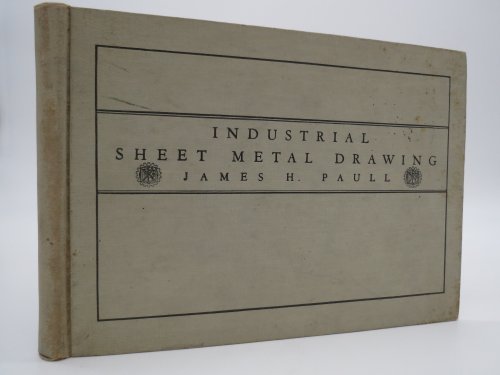 INDUSTRIAL
SHEET METAL DRAWING
JAMES H. PAULL